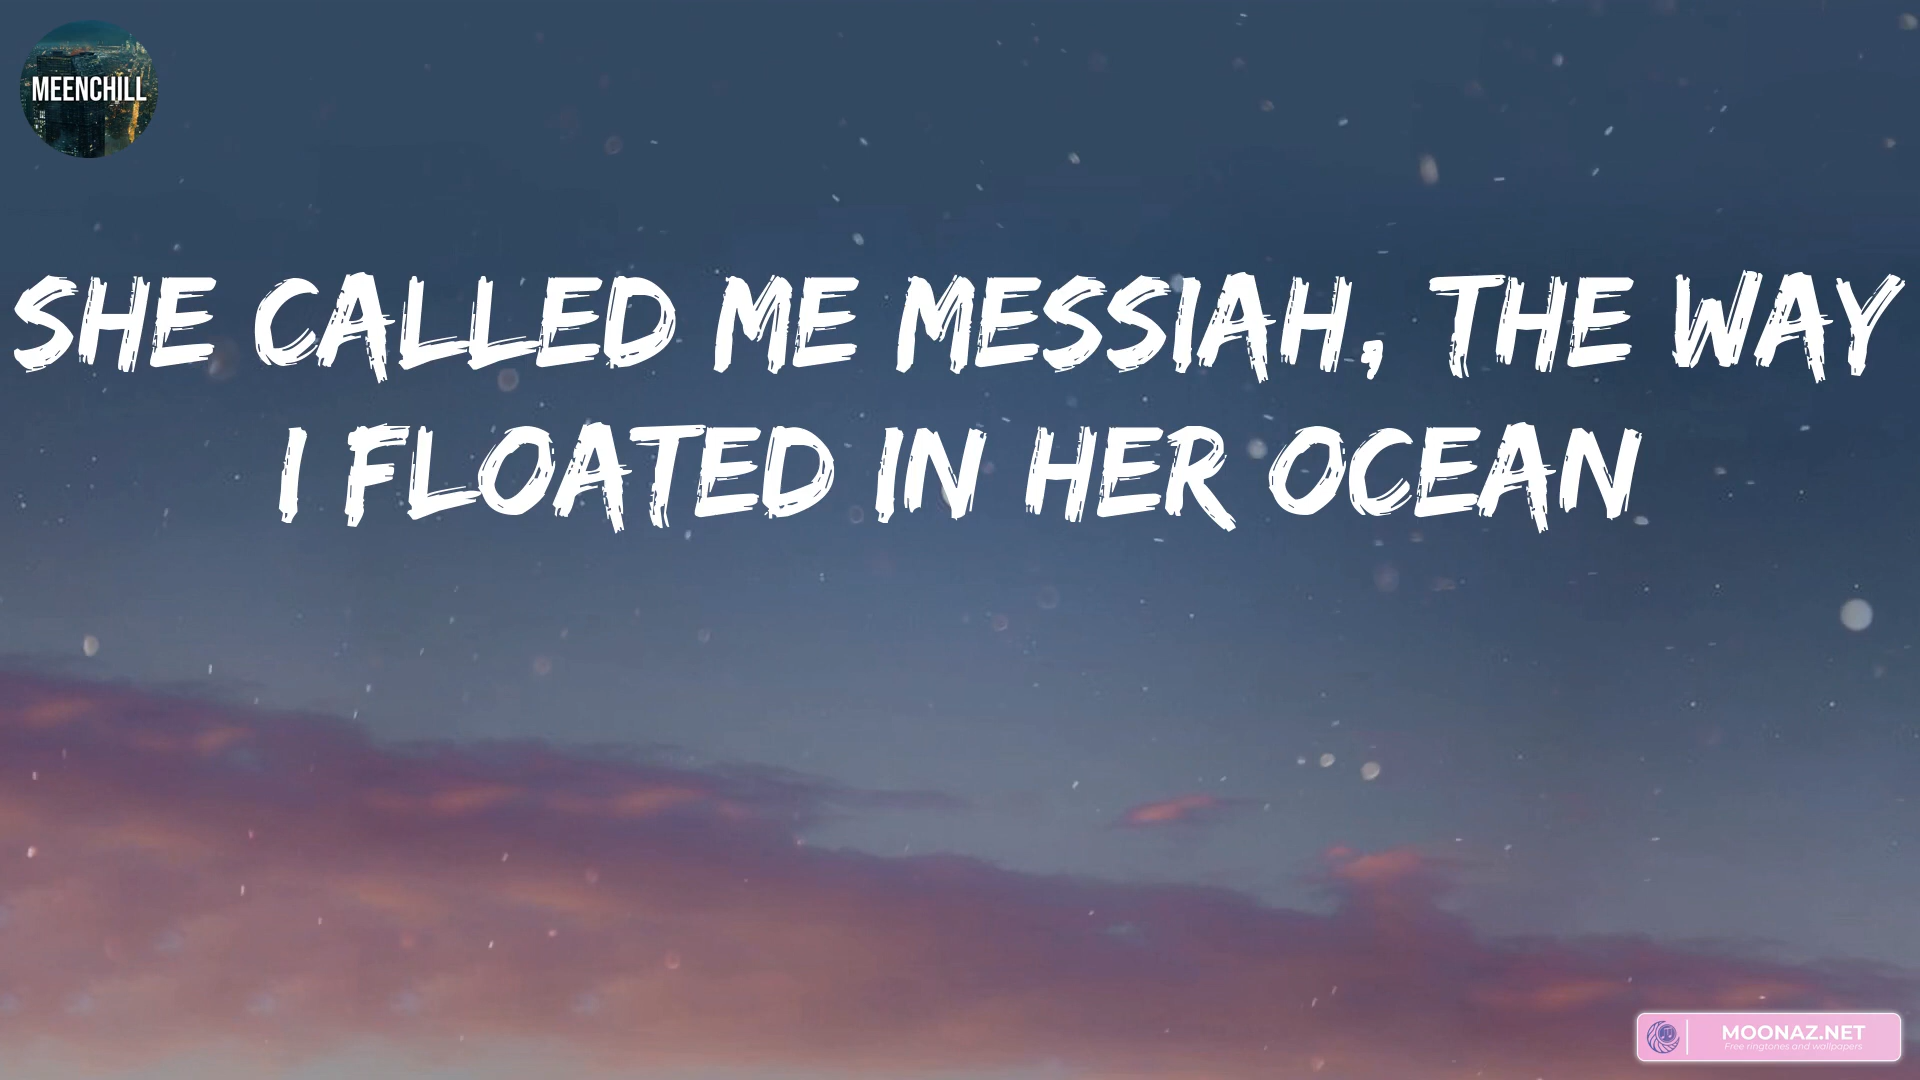 MEENCHILL
SHE CALLED ME MESSIAH, THE WAY
I FLOATED IN HER OCEAN
MOONAZ.NET
Free ringtones and wallpapers